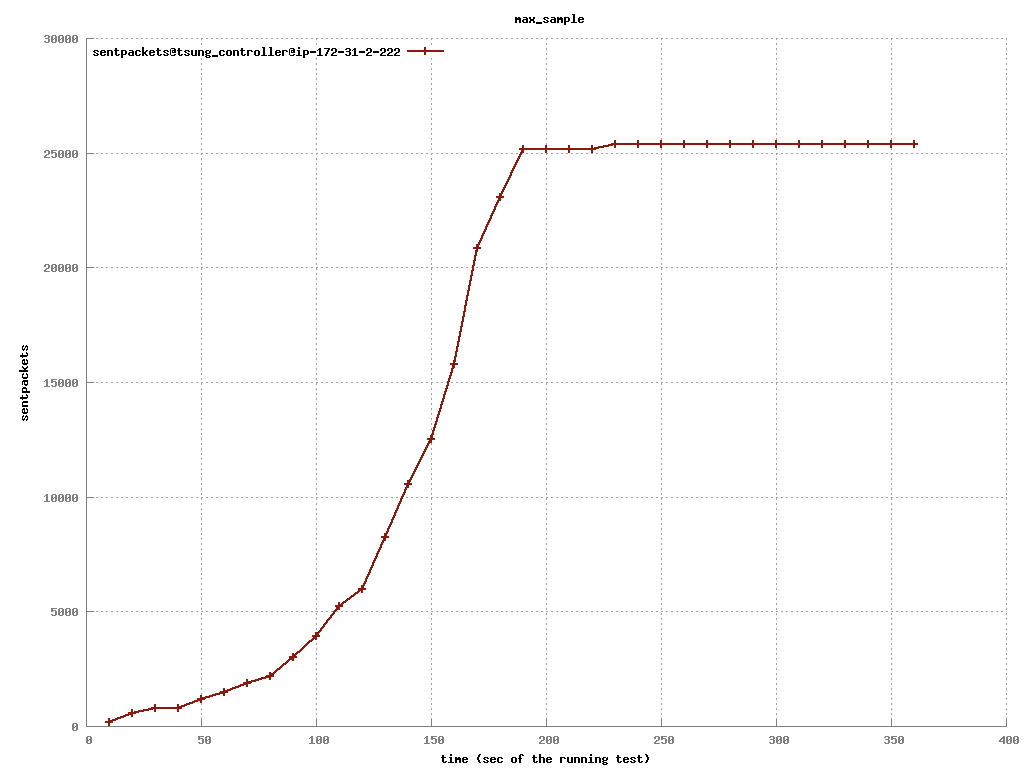 max_sample
30000
sentpackets@tsung_controller@ip-172-31-2-222
25000
20000
15000
sentpackets
10000
5000
0
0 50 100 150 200 250 300 350 400
time (sec of the running test)